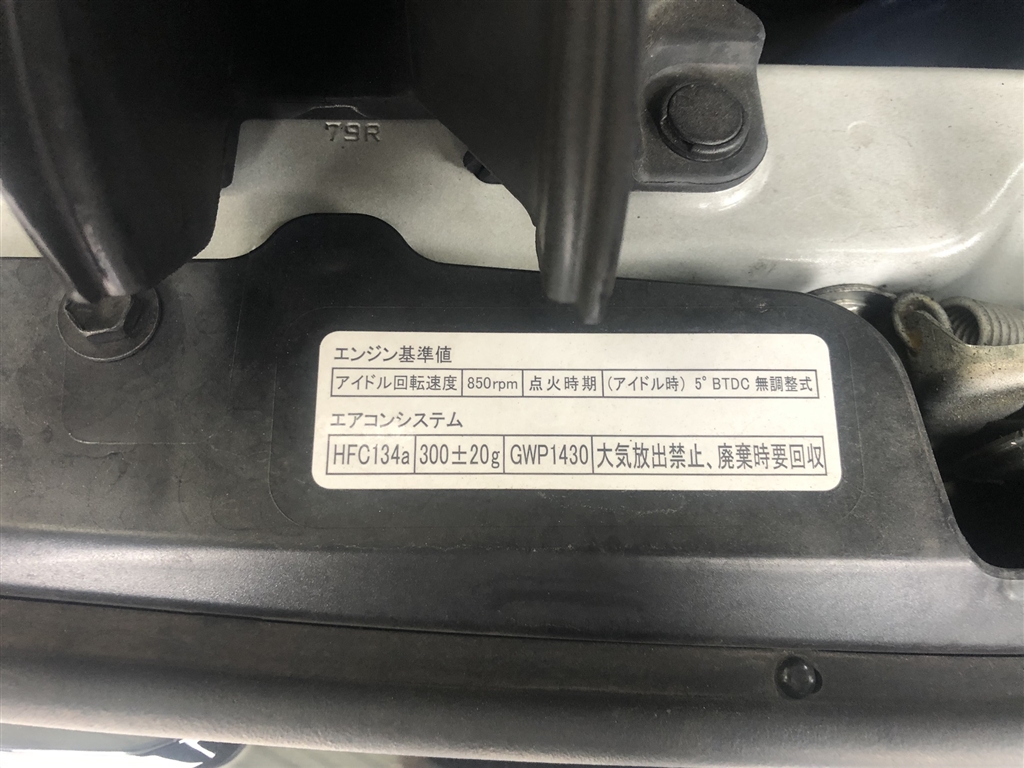 79R
エンジン基準値
アイドル回転速度 850rpm 点火時期 (アイドル時) 5°BTDC 無調整式
エアコンシステム
HFC134a 300±20g GWP1430 大気放出禁止、廃棄時要回収